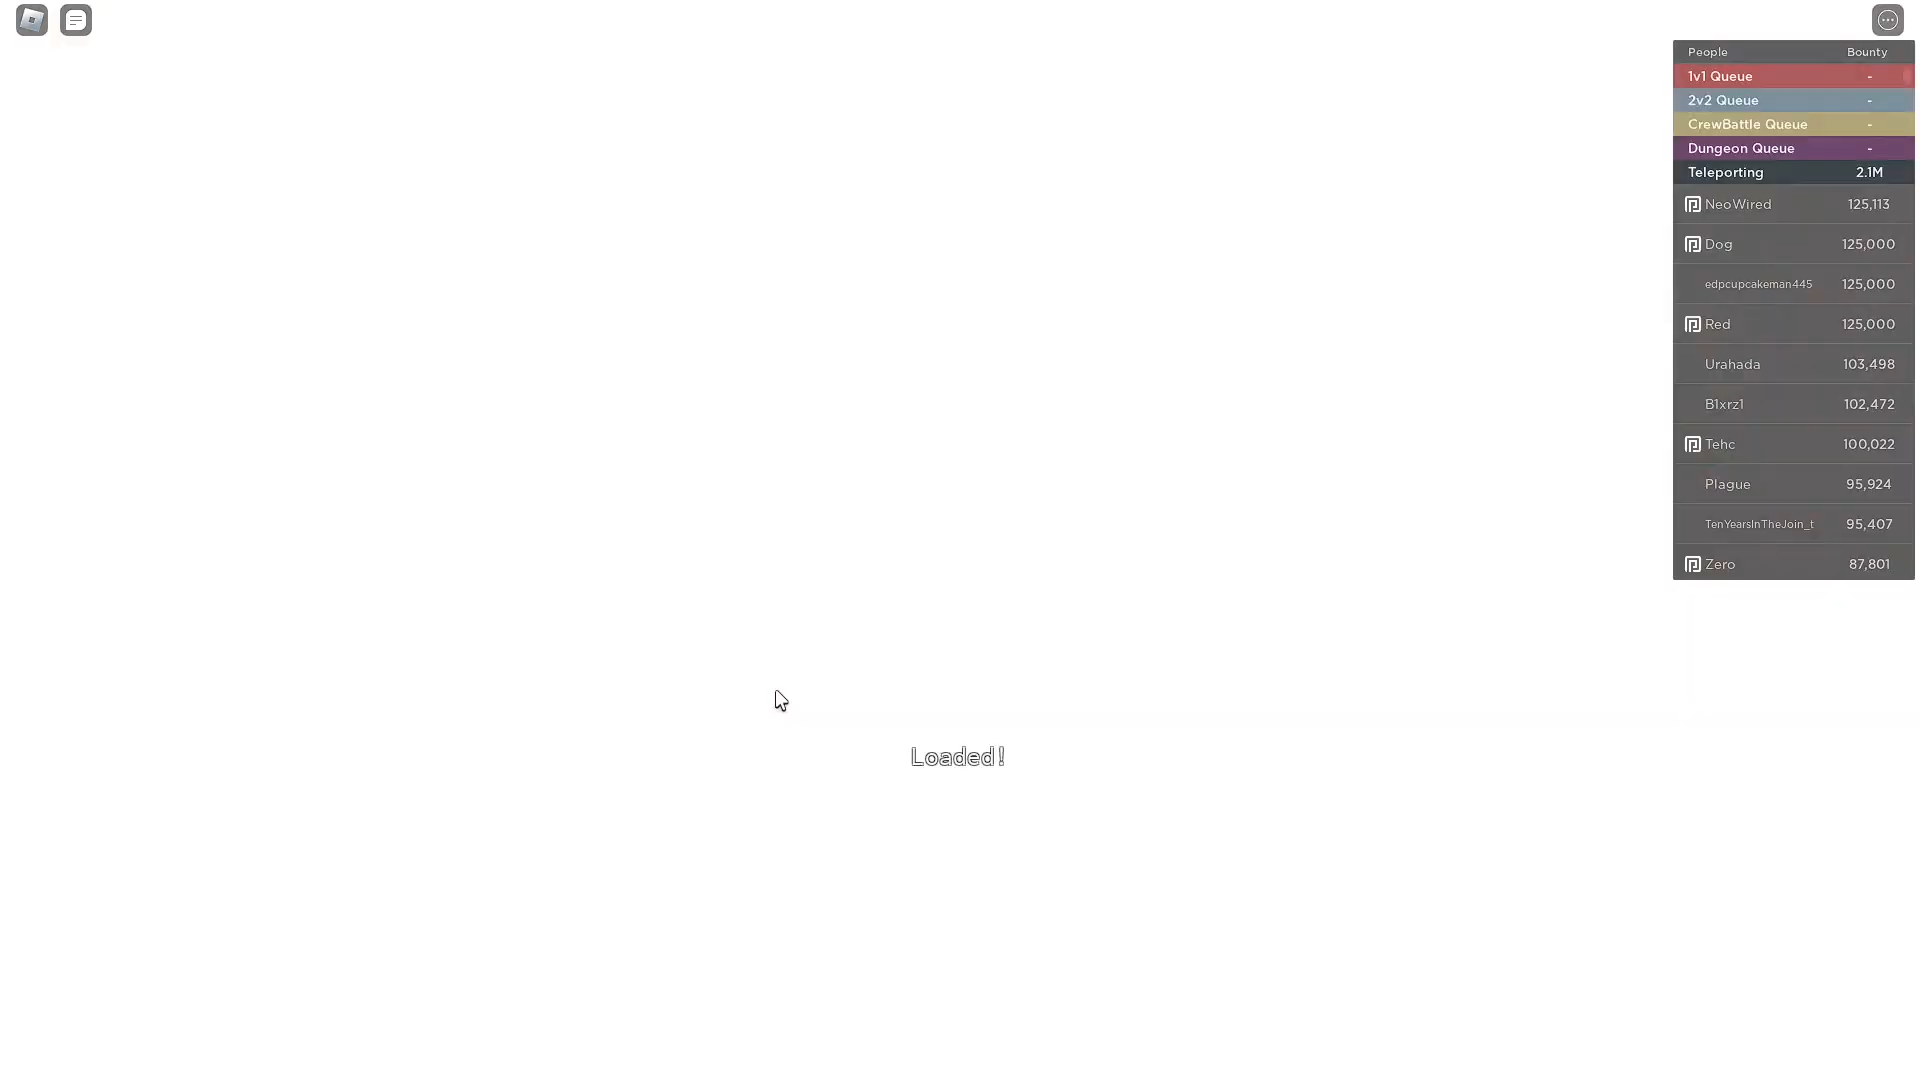 People Bounty
1v1 Queue -
2v2 Queue -
CrewBattle Queue -
Dungeon Queue -
Teleporting 2.1M
NeoWired 125,113
Dog 125,000
edpcupcakeman445 125,000
Red 125,000
Urahada 103,498
B1xrz1 102,472
Tehc 100,022
Plague 95,924
TenYearsInTheJoin_t 95,407
Zero 87,801
Loaded!